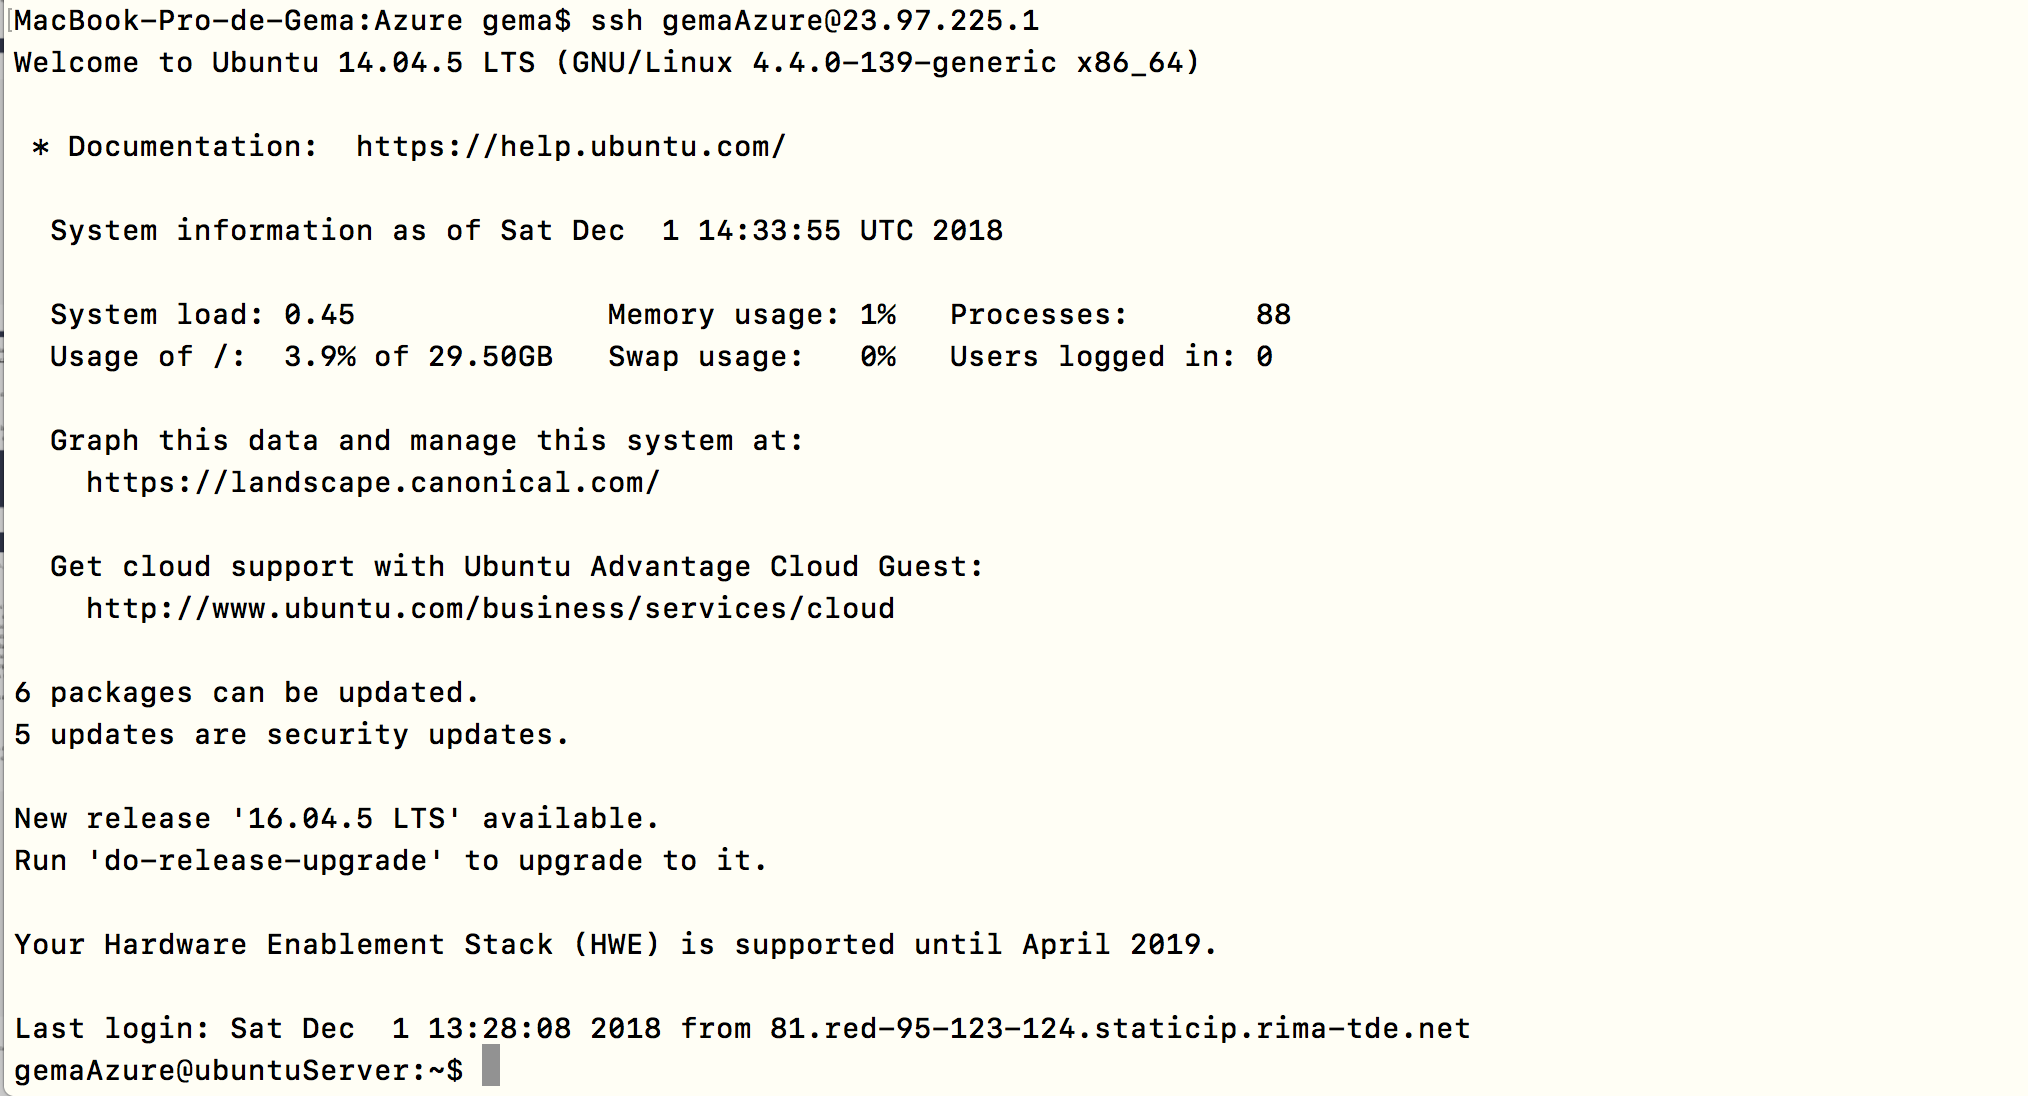 [MacBook-Pro-de-Gema:Azure gema$ ssh gemaAzure@23.97.225.1
Welcome to Ubuntu 14.04.5 LTS (GNU/Linux 4.4.0-139-generic x86_64)
* Documentation:  https://help.ubuntu.com/
System information as of Sat Dec  1 14:33:55 UTC 2018
System load: 0.45              Memory usage: 1%   Processes:       88
Usage of /:  3.9% of 29.50GB   Swap usage:   0%   Users logged in: 0
Graph this data and manage this system at:
https://landscape.canonical.com/
Get cloud support with Ubuntu Advantage Cloud Guest:
http://www.ubuntu.com/business/services/cloud
6 packages can be updated.
5 updates are security updates.
New release '16.04.5 LTS' available.
Run 'do-release-upgrade' to upgrade to it.
Your Hardware Enablement Stack (HWE) is supported until April 2019.
Last login: Sat Dec  1 13:28:08 2018 from 81.red-95-123-124.staticip.rima-tde.net
gemaAzure@ubuntuServer:~$